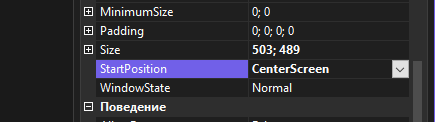 MinimumSize 0; 0
Padding 0; 0; 0; 0
Size 503; 489
StartPosition CenterScreen
WindowState Normal
Поведение